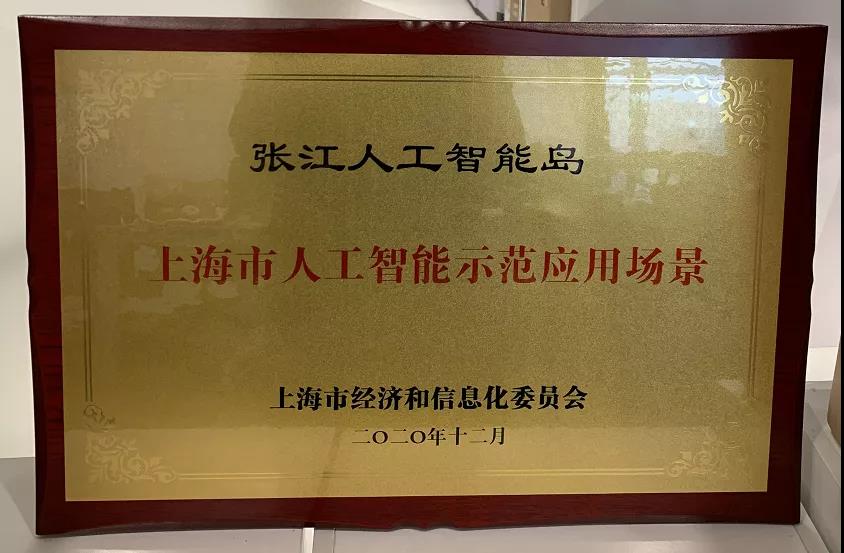 张江人工智能岛
上海市人工智能示范应用场景
上海市经济和信息化委员会
二〇二〇年十二月